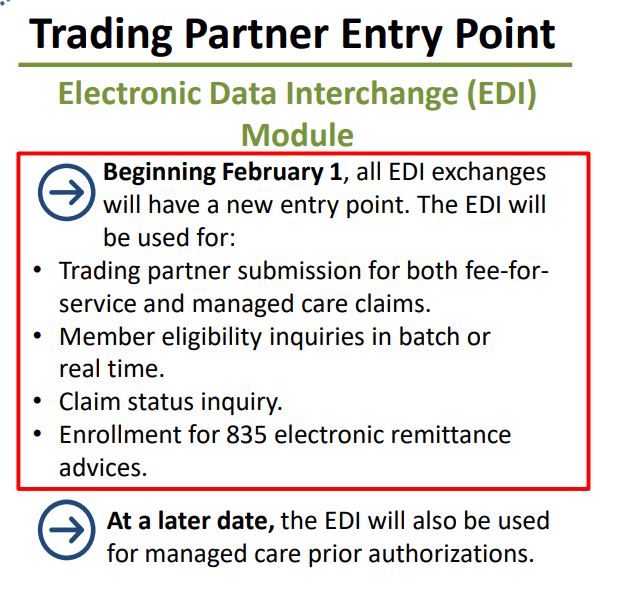 Trading Partner Entry Point
Electronic Data Interchange (EDI)
Module
Beginning February 1, all EDI exchanges
will have a new entry point. The EDI will
be used for:
• Trading partner submission for both fee-for-
service and managed care claims.
• Member eligibility inquiries in batch or
real time.
• Claim status inquiry.
• Enrollment for 835 electronic remittance
advices.
At a later date, the EDI will also be used
for managed care prior authorizations.